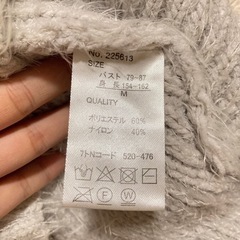 No. 225613
SIZE
バスト 79-87
身長 154-162
M
QUALITY
ポリエステル 60%
ナイロン 40%
アトNコード 520-476